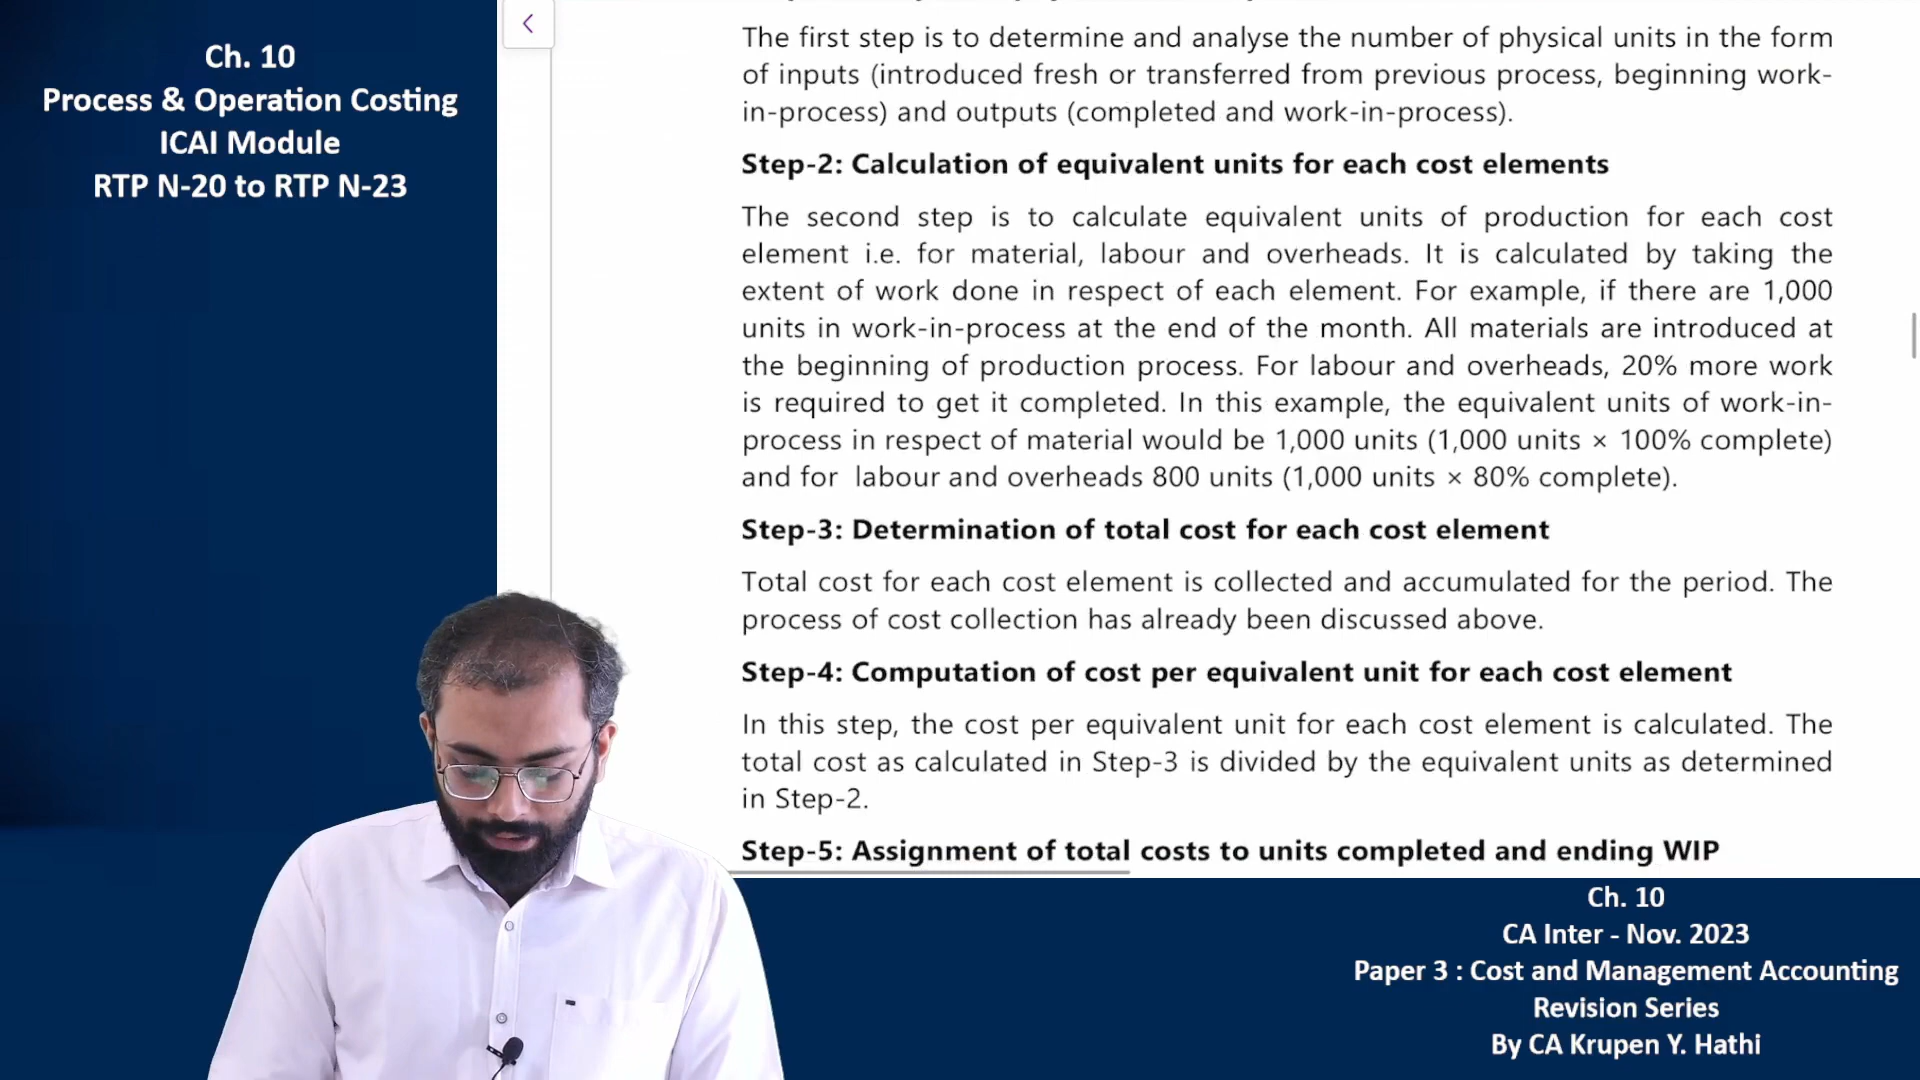 Ch. 10
Process & Operation Costing
ICAI Module
RTP N-20 to RTP N-23
The first step is to determine and analyse the number of physical units in the form
of inputs (introduced fresh or transferred from previous process, beginning work-
in-process) and outputs (completed and work-in-process).
Step-2: Calculation of equivalent units for each cost elements
The second step is to calculate equivalent units of production for each cost
element i.e. for material, labour and overheads. It is calculated by taking the
extent of work done in respect of each element. For example, if there are 1,000
units in work-in-process at the end of the month. All materials are introduced at
the beginning of production process. For labour and overheads, 20% more work
is required to get it completed. In this example, the equivalent units of work-in-
process in respect of material would be 1,000 units (1,000 units × 100% complete)
and for labour and overheads 800 units (1,000 units × 80% complete).
Step-3: Determination of total cost for each cost element
Total cost for each cost element is collected and accumulated for the period. The
process of cost collection has already been discussed above.
Step-4: Computation of cost per equivalent unit for each cost element
In this step, the cost per equivalent unit for each cost element is calculated. The
total cost as calculated in Step-3 is divided by the equivalent units as determined
in Step-2.
Step-5: Assignment of total costs to units completed and ending WIP
Ch. 10
CA Inter - Nov. 2023
Paper 3 : Cost and Management Accounting
Revision Series
By CA Krupen Y. Hathi